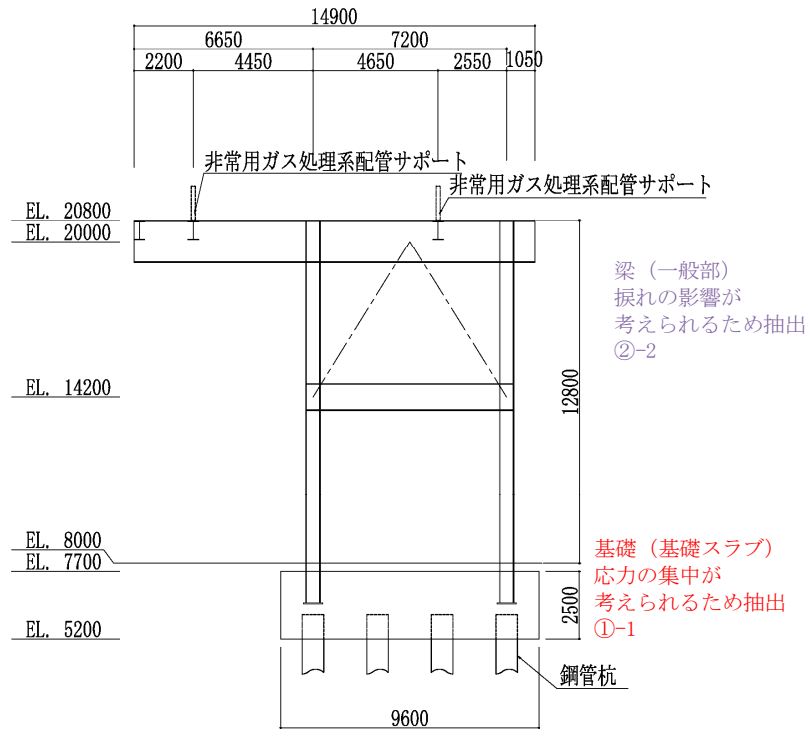 14900
6650
7200
2200
4450
4650
2550
1050
非常用ガス処理系配管サポート
非常用ガス処理系配管サポート
EL. 20800
EL. 20000
梁（一般部）
捩れの影響が
考えられるため抽出
②-2
EL. 14200
12800
EL. 8000
EL. 7700
基礎（基礎スラブ）
応力の集中が
考えられるため抽出
①-1
2500
EL. 5200
鋼管杭
9600